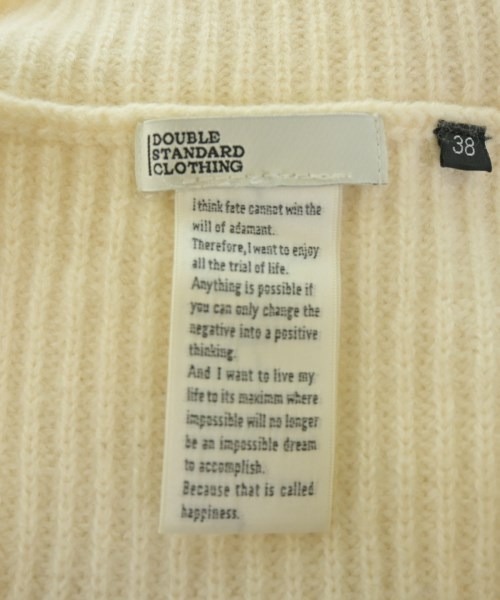 DOUBLE
STANDARD
CLOTHING
38
I think fate cannot win the
will of adamant.
Therefore, I want to enjoy
all the trial of life.
Anything is possible if
you can only change the
negative into a positive
thinking.
And I want to live my
life to its maximm where
impossible will no longer
be an impossible dream
to accomplish.
Because that is called
happiness.